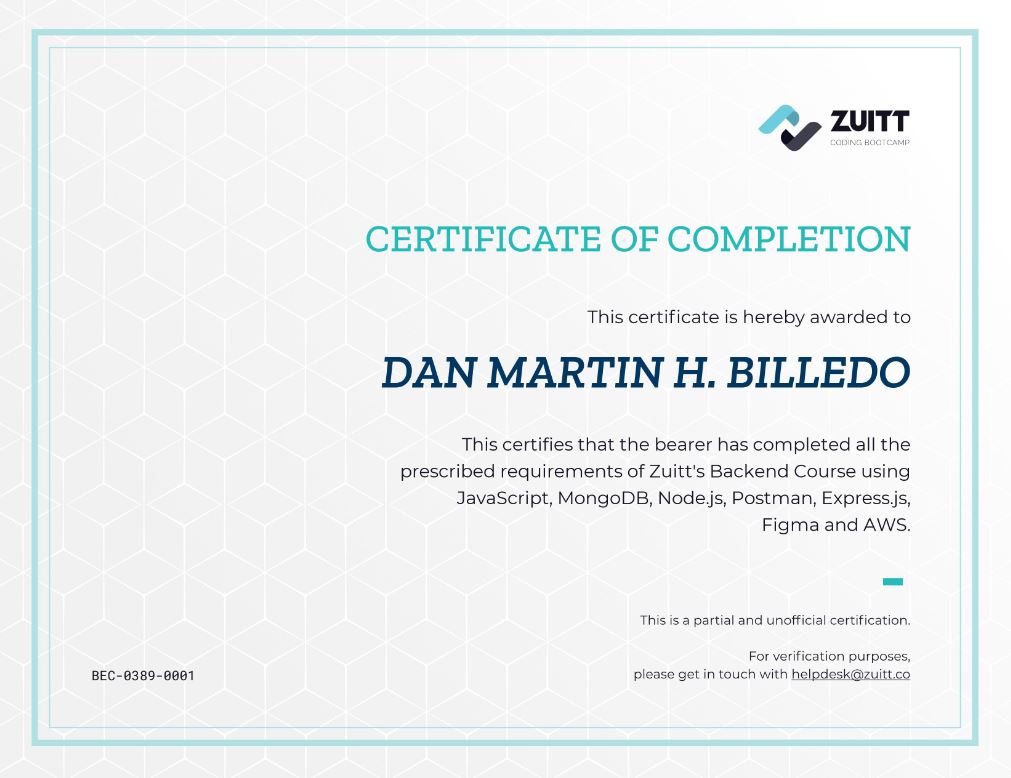 ZUITT
CODING BOOTCAMP
CERTIFICATE OF COMPLETION
This certificate is hereby awarded to
DAN MARTIN H. BILLEDO
This certifies that the bearer has completed all the
prescribed requirements of Zuitt's Backend Course using
JavaScript, MongoDB, Node.js, Postman, Express.js,
Figma and AWS.
This is a partial and unofficial certification.
For verification purposes,
please get in touch with helpdesk@zuitt.co
BEC-0389-0001